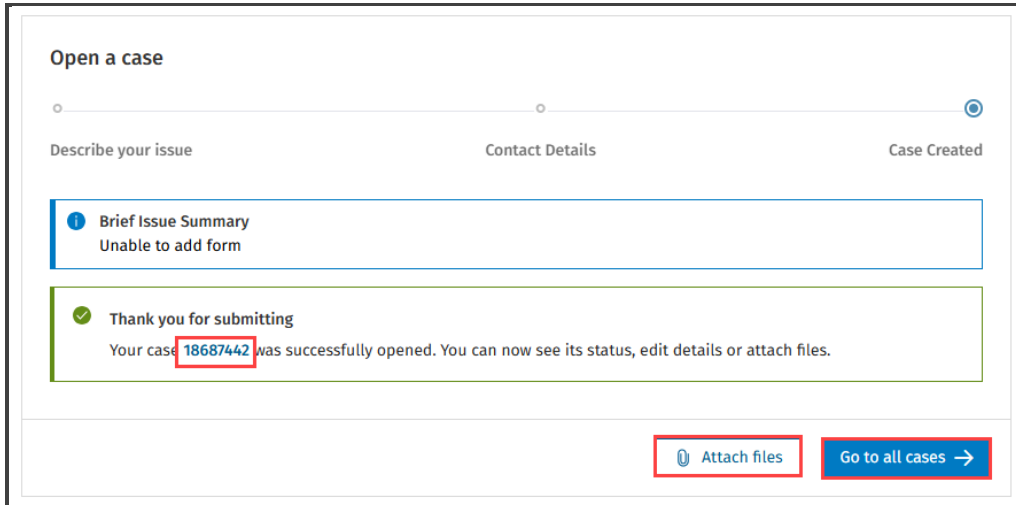 Open a case
Describe your issue
Contact Details
Case Created
Brief Issue Summary
Unable to add form
Thank you for submitting
Your case 18687442 was successfully opened. You can now see its status, edit details or attach files.
Attach files
Go to all cases